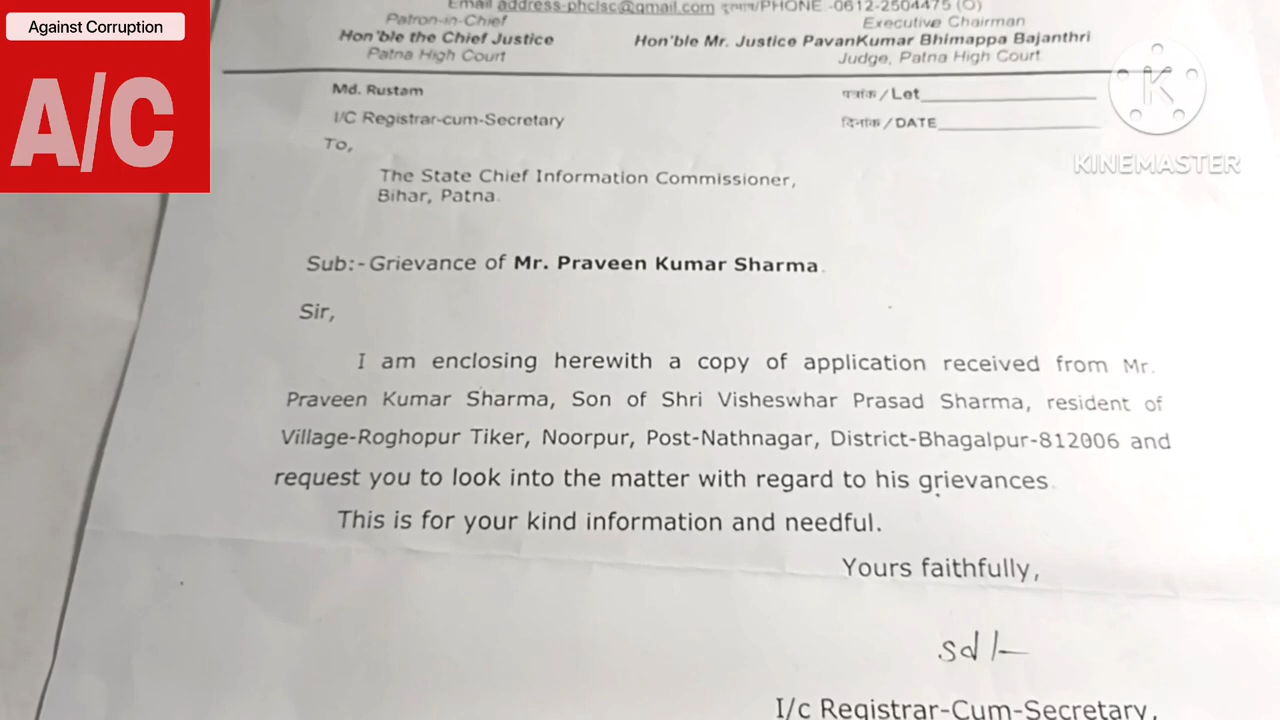 Against Corruption
A/C
Email address-phclsc@gmail.com दूरभाष/PHONE -0612-2504475 (O)
Patron-in-Chief
Executive Chairman
Hon'ble the Chief Justice
Hon'ble Mr. Justice PavanKumar Bhimappa Bajanthri
Patna High Court
Judge, Patna High Court
Md. Rustam
पत्रांक / Let
I/C Registrar-cum-Secretary
दिनांक / DATE
K
KINEMASTER
To,
The State Chief Information Commissioner,
Bihar, Patna.
Sub:- Grievance of Mr. Praveen Kumar Sharma.
Sir,
I am enclosing herewith a copy of application received from Mr.
Praveen Kumar Sharma, Son of Shri Visheswhar Prasad Sharma, resident of
Village-Roghopur Tiker, Noorpur, Post-Nathnagar, District-Bhagalpur-812006 and
request you to look into the matter with regard to his grievances.
This is for your kind information and needful.
Yours faithfully,
sd/-
I/c Registrar-Cum-Secretary,